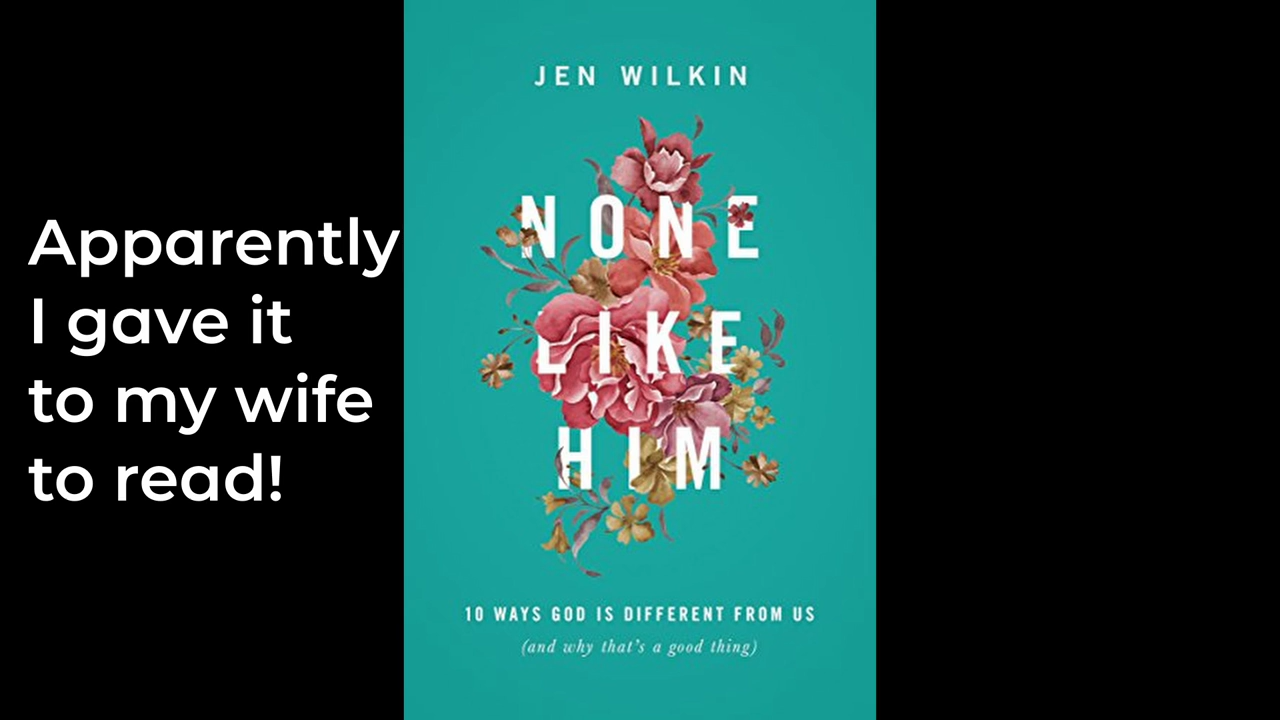 Apparently
I gave it
to my wife
to read!
JEN WILKIN
NONE
LIKE
HIM
10 WAYS GOD IS DIFFERENT FROM US
(and why that's a good thing)